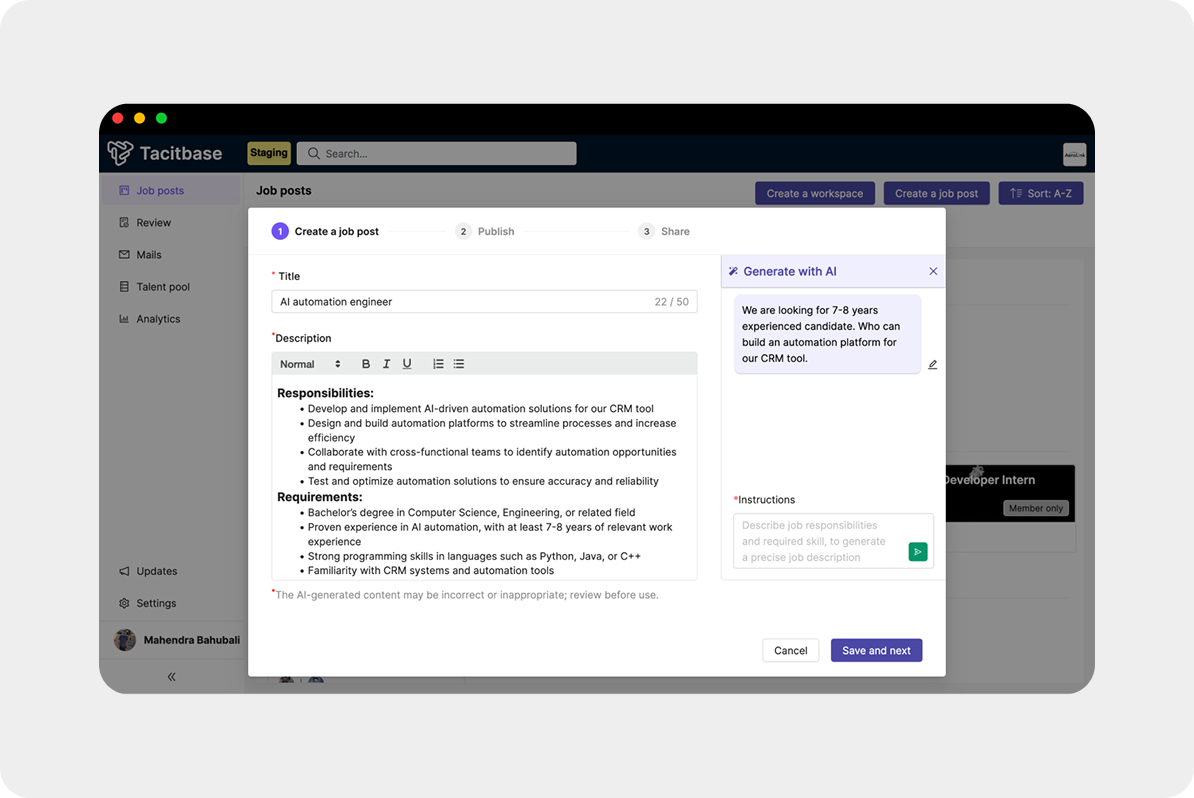 Tacitbase
Staging
Search...
AeroLink
Job posts
Review
Mails
Talent pool
Analytics
Updates
Settings
Mahendra Bahubali
Job posts
Create a workspace
Create a job post
Sort: A-Z
1 Create a job post
2 Publish
3 Share
* Title
AI automation engineer 22 / 50
*Description
Normal B I U
Responsibilities:
• Develop and implement AI-driven automation solutions for our CRM tool
• Design and build automation platforms to streamline processes and increase
efficiency
• Collaborate with cross-functional teams to identify automation opportunities
and requirements
• Test and optimize automation solutions to ensure accuracy and reliability
Requirements:
• Bachelor’s degree in Computer Science, Engineering, or related field
• Proven experience in AI automation, with at least 7-8 years of relevant work
experience
• Strong programming skills in languages such as Python, Java, or C++
• Familiarity with CRM systems and automation tools
*The AI-generated content may be incorrect or inappropriate; review before use.
Generate with AI
We are looking for 7-8 years
experienced candidate. Who can
build an automation platform for
our CRM tool.
*Instructions
Describe job responsibilities
and required skill, to generate
a precise job description
Cancel
Save and next
Developer Intern
Member only